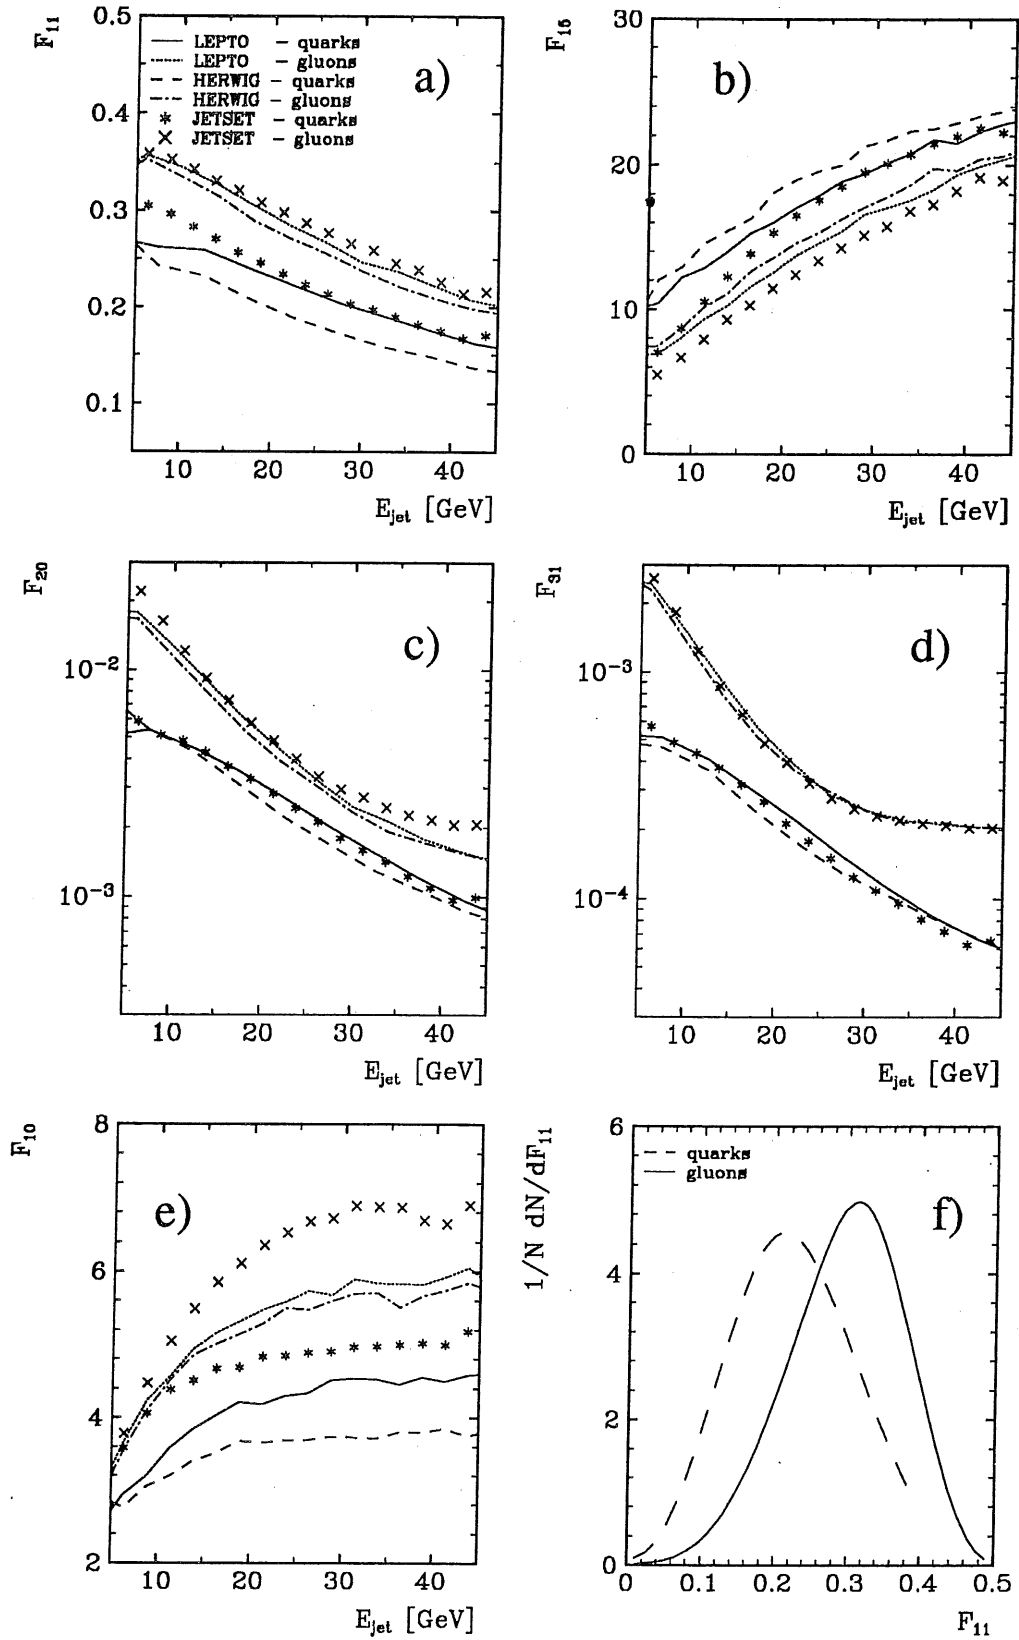 F11
0.5
0.4
0.3
0.2
0.1
LEPTO – quarks
LEPTO – gluons
HERWIG – quarks
HERWIG – gluons
JETSET – quarks
JETSET – gluons
a)
10 20 30 40
Ejet [GeV]
F15
30
20
10
0
b)
10 20 30 40
Ejet [GeV]
F20
10−2
10−3
c)
10 20 30 40
Ejet [GeV]
F31
10−3
10−4
d)
10 20 30 40
Ejet [GeV]
F10
8
6
4
2
e)
10 20 30 40
Ejet [GeV]
1/N dN/dF11
6
4
2
0
quarks
gluons
f)
0 0.1 0.2 0.3 0.4 0.5
F11